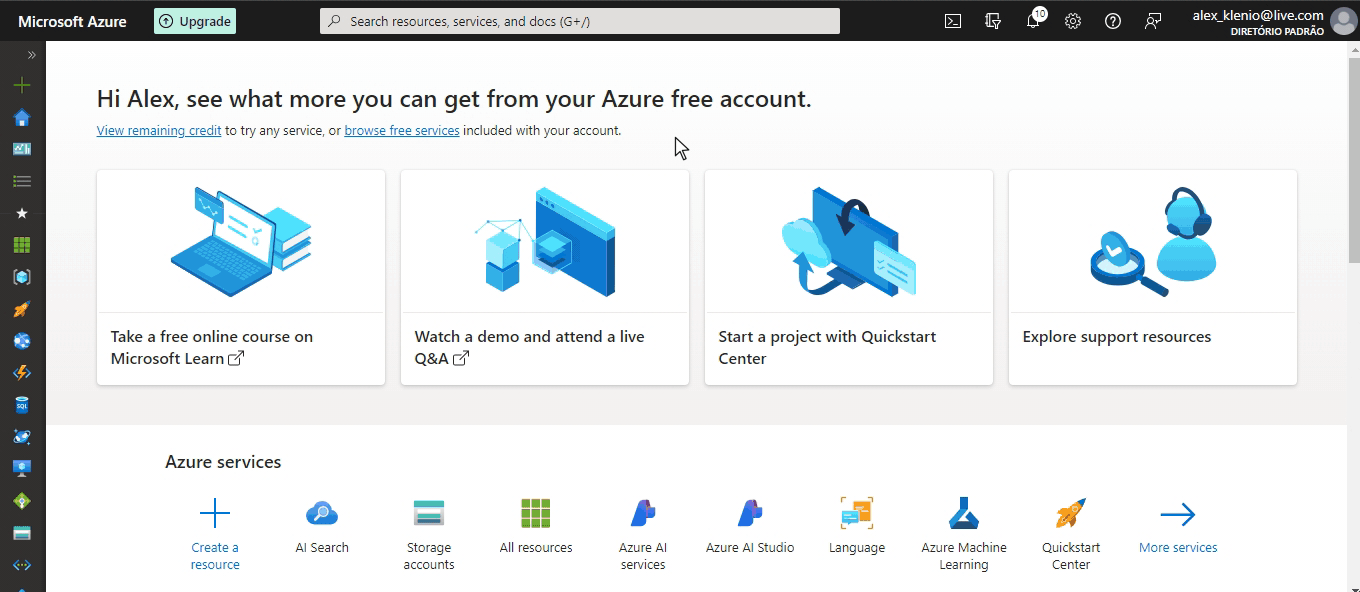 Microsoft Azure
Upgrade
Search resources, services, and docs (G+/)
10
alex_klenio@live.com
DIRETÓRIO PADRÃO
Hi Alex, see what more you can get from your Azure free account.
View remaining credit to try any service, or browse free services included with your account.
Take a free online course on
Microsoft Learn
Watch a demo and attend a live
Q&A
Start a project with Quickstart
Center
Explore support resources
SQL
Azure services
Create a
resource
AI Search
Storage
accounts
All resources
Azure AI
services
Azure AI Studio
Language
Azure Machine
Learning
Quickstart
Center
More services